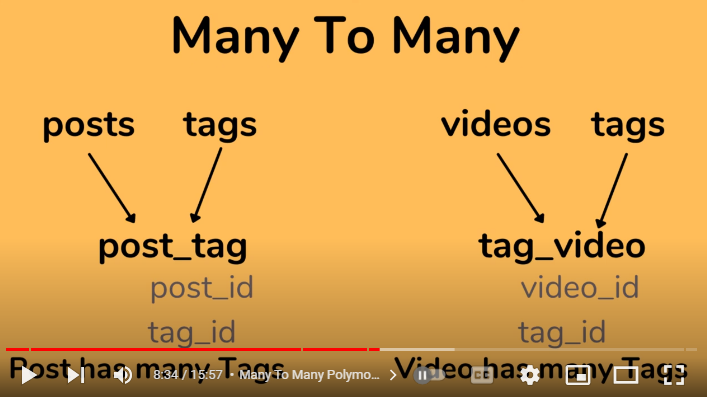 Many To Many
posts tags videos tags
post_tag tag_video
post_id video_id
tag_id tag_id
Post has many Tags Video has many Tags
8:34 / 15:57 • Many To Many Polymo... CC